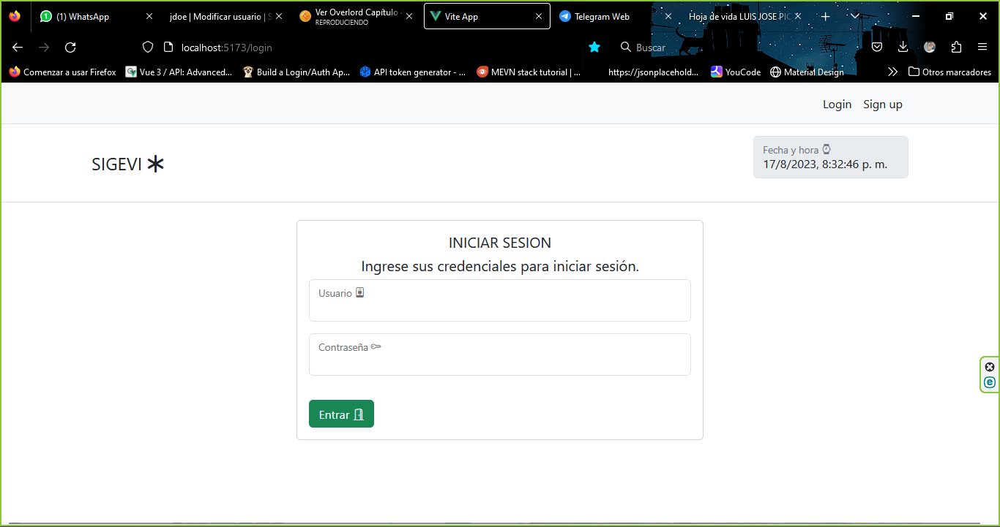 (1) WhatsApp
jdoe | Modificar usuario | S
Ver Overlord Capítulo 4
REPRODUCIENDO
Vite App
Telegram Web
Hoja de vida LUIS JOSE PIC
localhost:5173/login
Buscar
Comenzar a usar Firefox
Vue 3 / API: Advanced...
Build a Login/Auth Ap...
API token generator - ...
MEVN stack tutorial | ...
https://jsonplacehold...
YouCode
Material Design
Otros marcadores
Login
Sign up
SIGEVI
Fecha y hora
17/8/2023, 8:32:46 p. m.
INICIAR SESION
Ingrese sus credenciales para iniciar sesión.
Usuario
Contraseña
Entrar